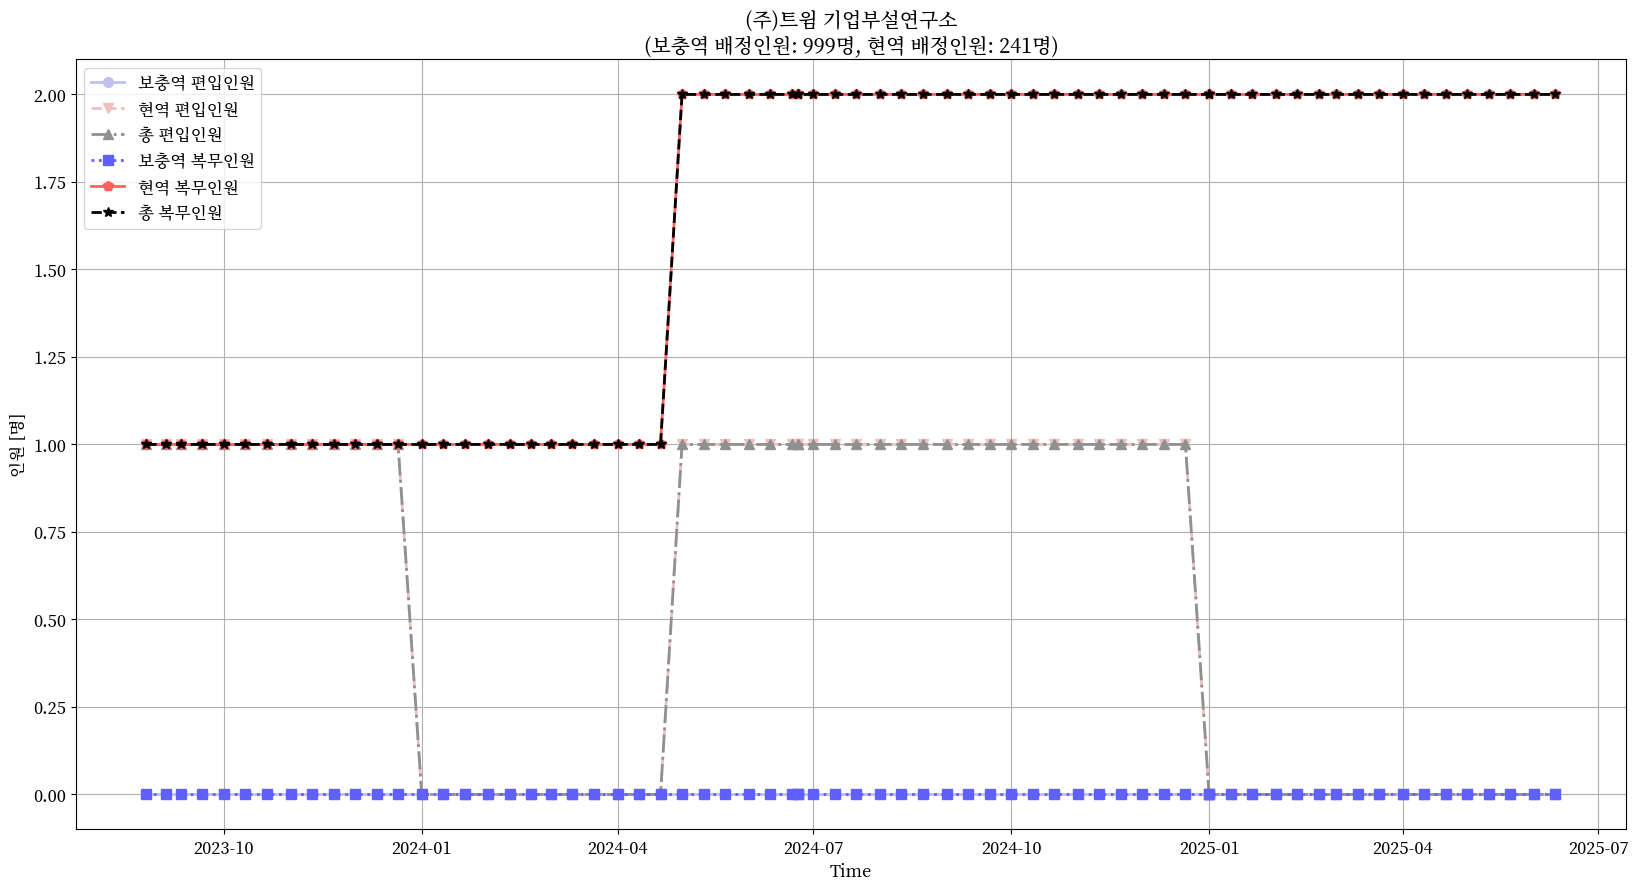 (주)트윔 기업부설연구소
(보충역 배정인원: 999명, 현역 배정인원: 241명)
보충역 편입인원
현역 편입인원
총 편입인원
보충역 복무인원
현역 복무인원
총 복무인원
2.00
1.75
1.50
1.25
1.00
0.75
0.50
0.25
0.00
인원 [명]
2023-10
2024-01
2024-04
2024-07
2024-10
2025-01
2025-04
2025-07
Time